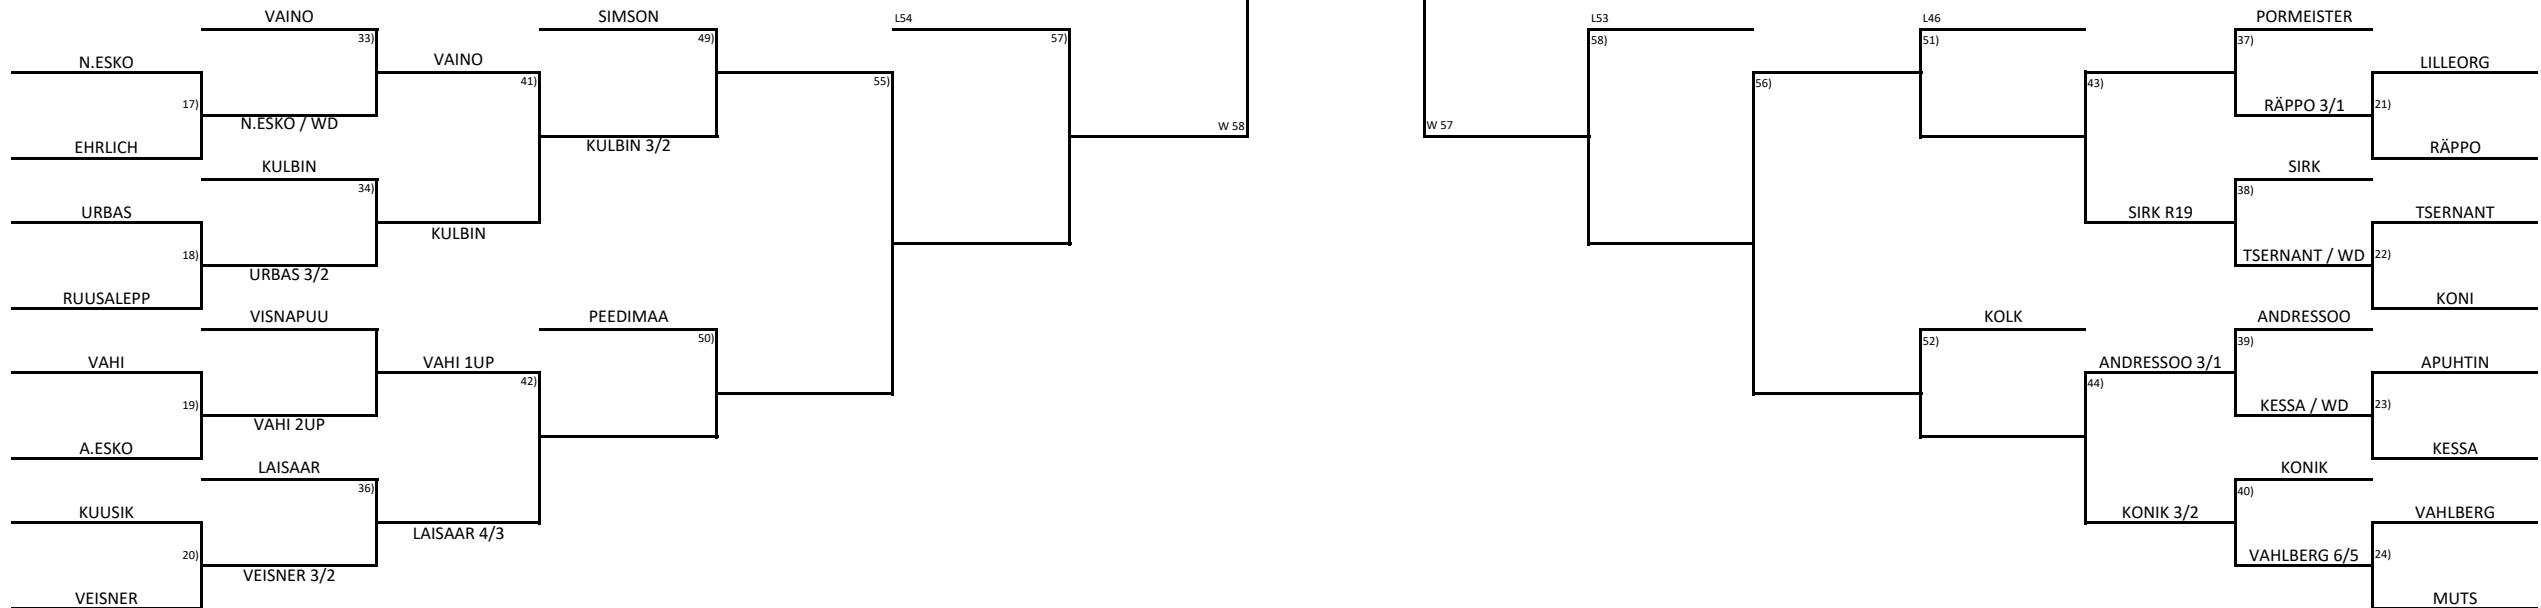 VAINO
SIMSON
L54
L53
L46
PORMEISTER
33)
49)
57)
58)
51)
37)
N.ESKO
VAINO
LILLEORG
41)
55)
56)
43)
17)
RÄPPO 3/1
21)
N.ESKO / WD
W 58
W 57
EHRLICH
KULBIN 3/2
RÄPPO
KULBIN
SIRK
34)
38)
URBAS
SIRK R19
TSERNANT
KULBIN
18)
TSERNANT / WD
22)
URBAS 3/2
RUUSALEPP
KONI
VISNAPUU
PEEDIMAA
KOLK
ANDRESSOO
50)
52)
39)
VAHI
VAHI 1UP
ANDRESSOO 3/1
APUHTIN
42)
44)
19)
KESSA / WD
23)
VAHI 2UP
A.ESKO
KESSA
LAISAAR
KONIK
36)
40)
KUUSIK
KONIK 3/2
VAHLBERG
LAISAAR 4/3
20)
VAHLBERG 6/5
24)
VEISNER 3/2
VEISNER
MUTS